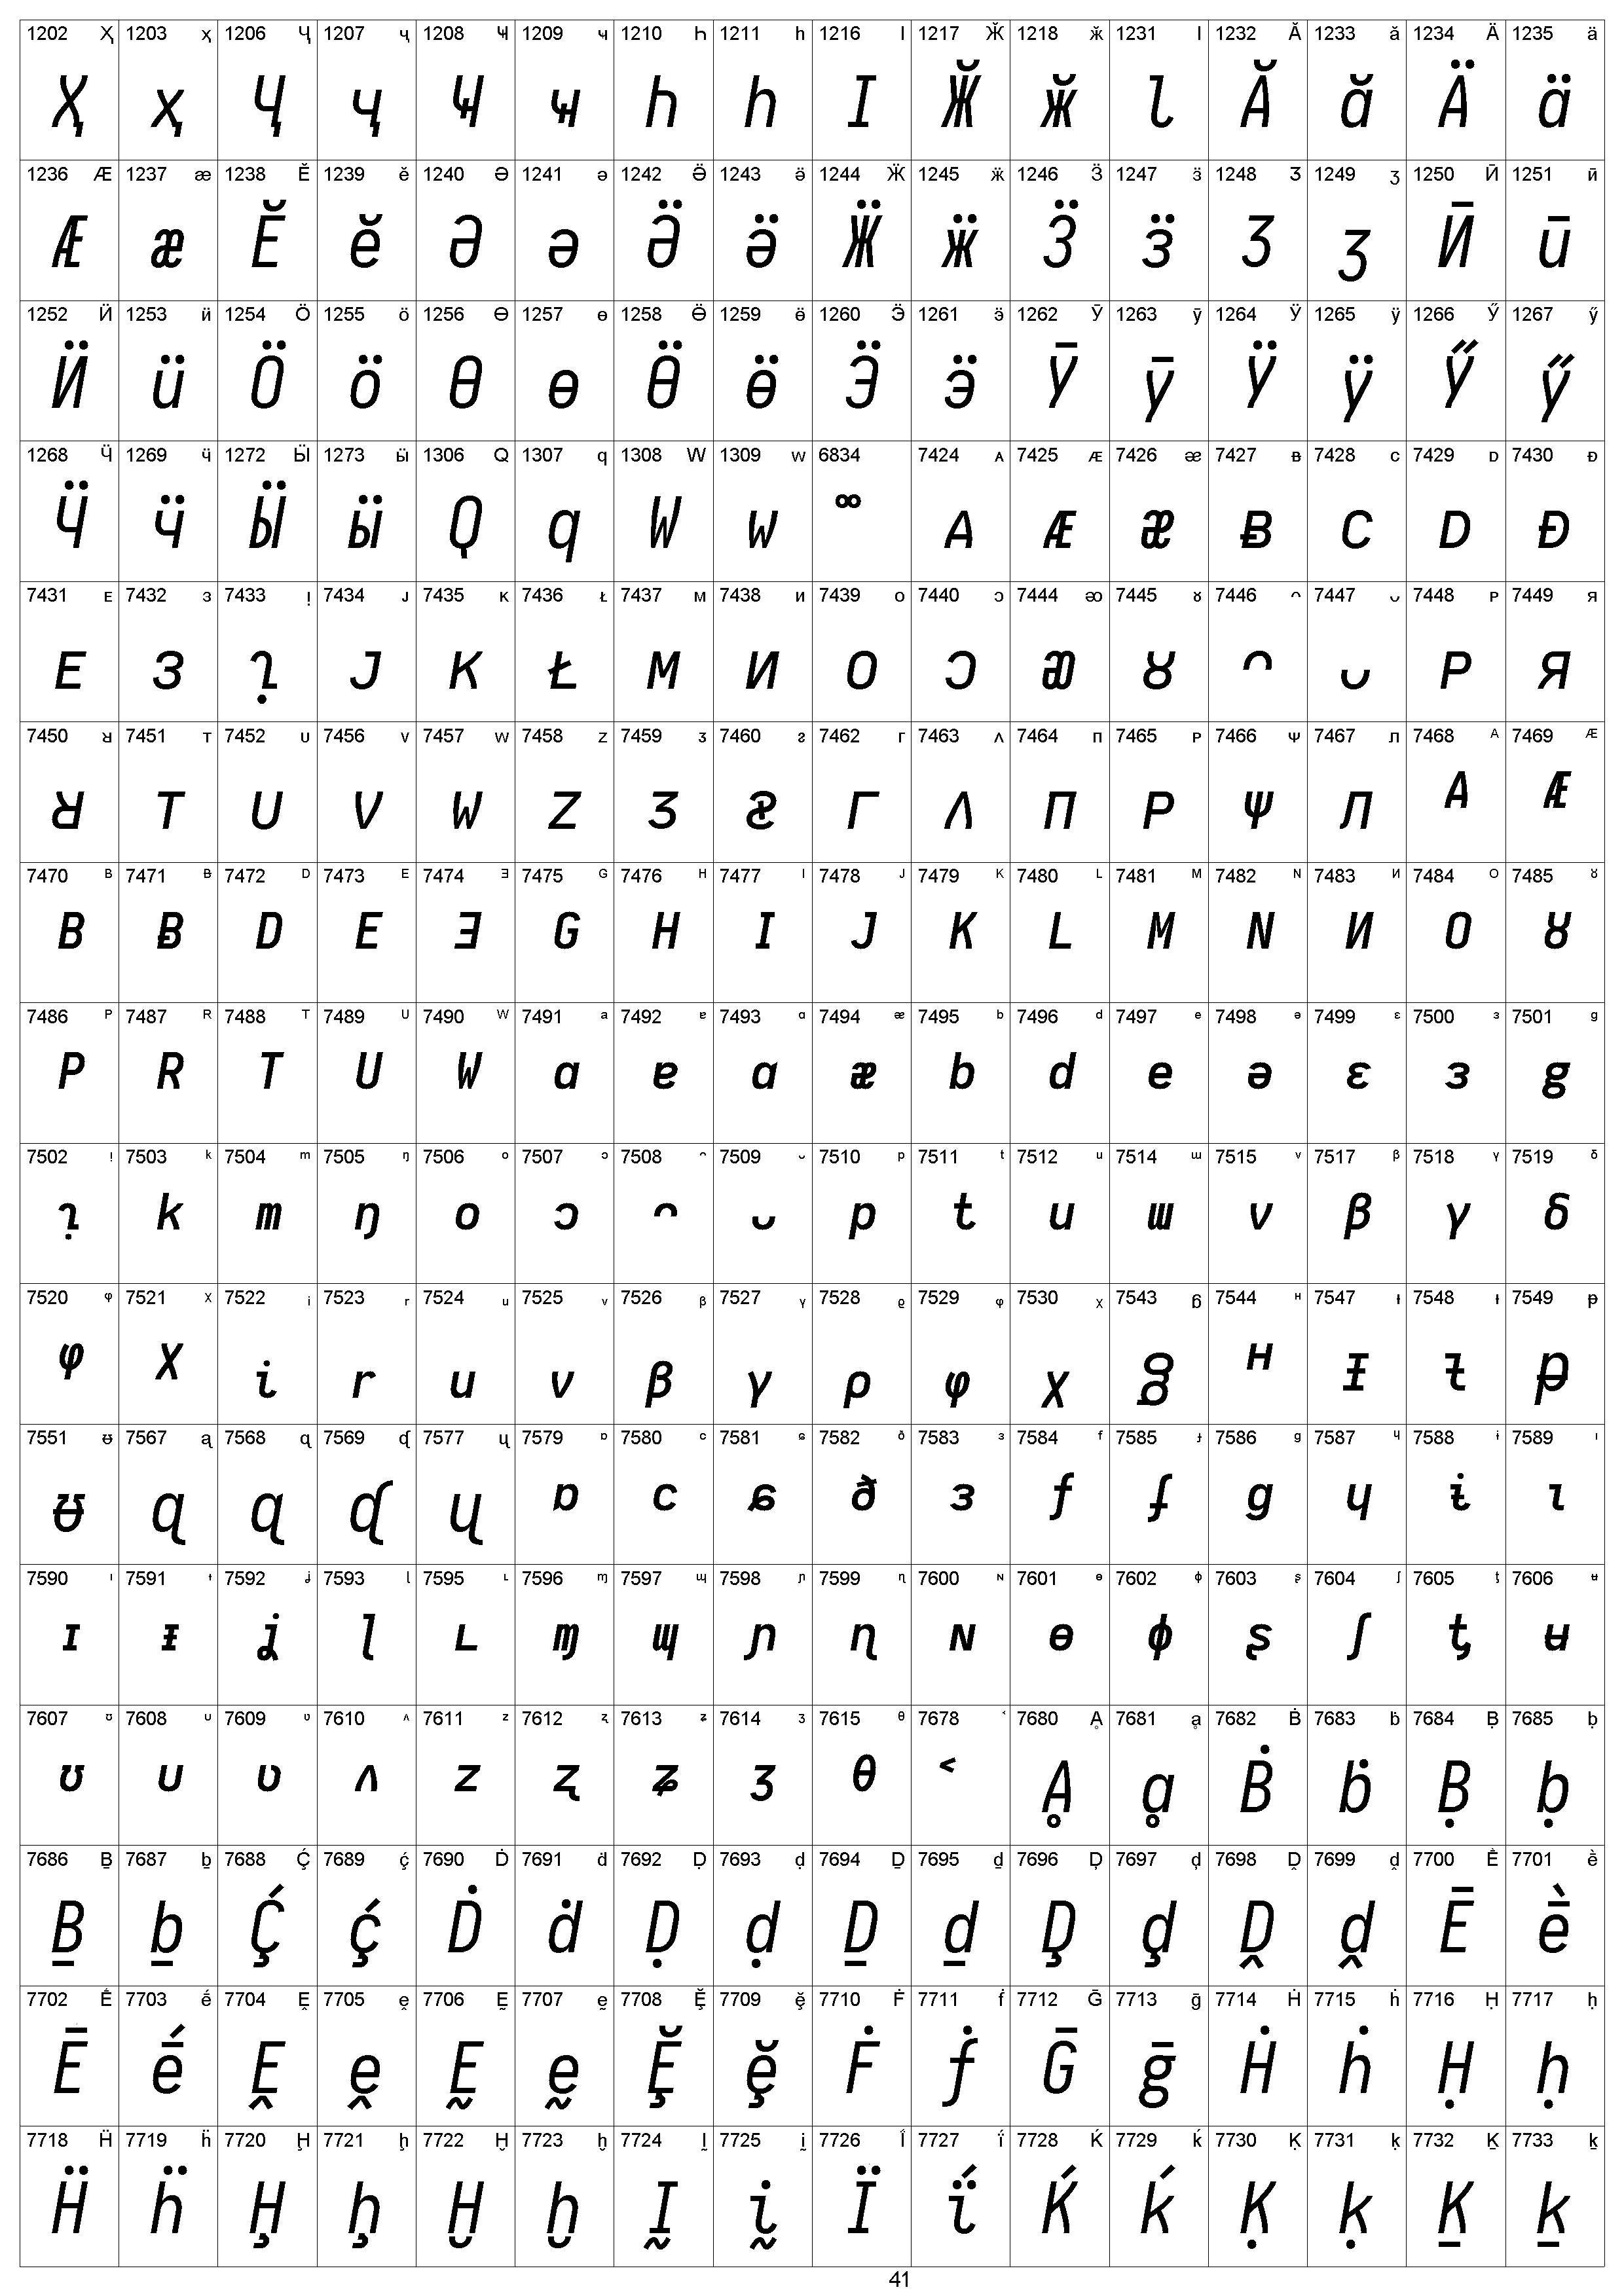 1202 Ҳ 1203 ҳ 1206 Ҷ 1207 ҷ 1208 Ҹ 1209 ҹ 1210 Һ 1211 һ 1216 Ӏ 1217 Ӂ 1218 ӂ 1231 ӏ 1232 Ӑ 1233 ӑ 1234 Ӓ 1235 ӓ
Ҳ ҳ Ҷ ҷ Ҹ ҹ Һ һ Ӏ Ӂ ӂ ӏ Ӑ ӑ Ӓ ӓ
1236 Ӕ 1237 ӕ 1238 Ӗ 1239 ӗ 1240 Ә 1241 ә 1242 Ӛ 1243 ӛ 1244 Ӝ 1245 ӝ 1246 Ӟ 1247 ӟ 1248 Ӡ 1249 ӡ 1250 Ӣ 1251 ӣ
Ӕ ӕ Ӗ ӗ Ә ә Ӛ ӛ Ӝ ӝ Ӟ ӟ Ӡ ӡ Ӣ ӣ
1252 Ӥ 1253 ӥ 1254 Ӧ 1255 ӧ 1256 Ө 1257 ө 1258 Ӫ 1259 ӫ 1260 Ӭ 1261 ӭ 1262 Ӯ 1263 ӯ 1264 Ӱ 1265 ӱ 1266 Ӳ 1267 ӳ
Ӥ ӥ Ӧ ӧ Ө ө Ӫ ӫ Ӭ ӭ Ӯ ӯ Ӱ ӱ Ӳ ӳ
1268 Ӵ 1269 ӵ 1272 Ӹ 1273 ӹ 1306 Ԛ 1307 ԛ 1308 Ԝ 1309 ԝ 6834 7424 ᴀ 7425 ᴁ 7426 ᴂ 7427 ᴃ 7428 ᴄ 7429 ᴅ 7430 ᴆ
Ӵ ӵ Ӹ ӹ Ԛ ԛ Ԝ ԝ ᪲ ᴀ ᴁ ᴂ ᴃ ᴄ ᴅ ᴆ
7431 ᴇ 7432 ᴈ 7433 ᴉ 7434 ᴊ 7435 ᴋ 7436 ᴌ 7437 ᴍ 7438 ᴎ 7439 ᴏ 7440 ᴐ 7444 ᴔ 7445 ᴕ 7446 ᴖ 7447 ᴗ 7448 ᴘ 7449 ᴙ
ᴇ ᴈ ᴉ ᴊ ᴋ ᴌ ᴍ ᴎ ᴏ ᴐ ᴔ ᴕ ᴖ ᴗ ᴘ ᴙ
7450 ᴚ 7451 ᴛ 7452 ᴜ 7456 ᴠ 7457 ᴡ 7458 ᴢ 7459 ᴣ 7460 ᴤ 7462 ᴦ 7463 ᴧ 7464 ᴨ 7465 ᴩ 7466 ᴪ 7467 ᴫ 7468 ᴬ 7469 ᴭ
ᴚ ᴛ ᴜ ᴠ ᴡ ᴢ ᴣ ᴤ ᴦ ᴧ ᴨ ᴩ ᴪ ᴫ ᴬ ᴭ
7470 ᴮ 7471 ᴯ 7472 ᴰ 7473 ᴱ 7474 ᴲ 7475 ᴳ 7476 ᴴ 7477 ᴵ 7478 ᴶ 7479 ᴷ 7480 ᴸ 7481 ᴹ 7482 ᴺ 7483 ᴻ 7484 ᴼ 7485 ᴽ
ᴮ ᴯ ᴰ ᴱ ᴲ ᴳ ᴴ ᴵ ᴶ ᴷ ᴸ ᴹ ᴺ ᴻ ᴼ ᴽ
7486 ᴾ 7487 ᴿ 7488 ᵀ 7489 ᵁ 7490 ᵂ 7491 ᵃ 7492 ᵄ 7493 ᵅ 7494 ᵆ 7495 ᵇ 7496 ᵈ 7497 ᵉ 7498 ᵊ 7499 ᵋ 7500 ᵌ 7501 ᵍ
ᴾ ᴿ ᵀ ᵁ ᵂ ᵃ ᵄ ᵅ ᵆ ᵇ ᵈ ᵉ ᵊ ᵋ ᵌ ᵍ
7502 ᵎ 7503 ᵏ 7504 ᵐ 7505 ᵑ 7506 ᵒ 7507 ᵓ 7508 ᵔ 7509 ᵕ 7510 ᵖ 7511 ᵗ 7512 ᵘ 7514 ᵚ 7515 ᵛ 7517 ᵝ 7518 ᵞ 7519 ᵟ
ᵎ ᵏ ᵐ ᵑ ᵒ ᵓ ᵔ ᵕ ᵖ ᵗ ᵘ ᵚ ᵛ ᵝ ᵞ ᵟ
7520 ᵠ 7521 ᵡ 7522 ᵢ 7523 ᵣ 7524 ᵤ 7525 ᵥ 7526 ᵦ 7527 ᵧ 7528 ᵨ 7529 ᵩ 7530 ᵪ 7543 ᵷ 7544 ᵸ 7547 ᵻ 7548 ᵼ 7549 ᵽ
ᵠ ᵡ ᵢ ᵣ ᵤ ᵥ ᵦ ᵧ ᵨ ᵩ ᵪ ᵷ ᵸ ᵻ ᵼ ᵽ
7551 ᵿ 7567 ᶏ 7568 ᶐ 7569 ᶑ 7577 ᶙ 7579 ᶛ 7580 ᶜ 7581 ᶝ 7582 ᶞ 7583 ᶟ 7584 ᶠ 7585 ᶡ 7586 ᶢ 7587 ᶣ 7588 ᶤ 7589 ᶥ
ᵿ ᶏ ᶐ ᶑ ᶙ ᶛ ᶜ ᶝ ᶞ ᶟ ᶠ ᶡ ᶢ ᶣ ᶤ ᶥ
7590 ᶦ 7591 ᶧ 7592 ᶨ 7593 ᶩ 7595 ᶫ 7596 ᶬ 7597 ᶭ 7598 ᶮ 7599 ᶯ 7600 ᶰ 7601 ᶱ 7602 ᶲ 7603 ᶳ 7604 ᶴ 7605 ᶵ 7606 ᶶ
ᶦ ᶧ ᶨ ᶩ ᶫ ᶬ ᶭ ᶮ ᶯ ᶰ ᶱ ᶲ ᶳ ᶴ ᶵ ᶶ
7607 ᶷ 7608 ᶸ 7609 ᶹ 7610 ᶺ 7611 ᶻ 7612 ᶼ 7613 ᶽ 7614 ᶾ 7615 ᶿ 7678 ᷾ 7680 Ḁ 7681 ḁ 7682 Ḃ 7683 ḃ 7684 Ḅ 7685 ḅ
ᶷ ᶸ ᶹ ᶺ ᶻ ᶼ ᶽ ᶾ ᶿ ᷾ Ḁ ḁ Ḃ ḃ Ḅ ḅ
7686 Ḇ 7687 ḇ 7688 Ḉ 7689 ḉ 7690 Ḋ 7691 ḋ 7692 Ḍ 7693 ḍ 7694 Ḏ 7695 ḏ 7696 Ḑ 7697 ḑ 7698 Ḓ 7699 ḓ 7700 Ḕ 7701 ḕ
Ḇ ḇ Ḉ ḉ Ḋ ḋ Ḍ ḍ Ḏ ḏ Ḑ ḑ Ḓ ḓ Ē ḕ
7702 Ḗ 7703 ḗ 7704 Ḙ 7705 ḙ 7706 Ḛ 7707 ḛ 7708 Ḝ 7709 ḝ 7710 Ḟ 7711 ḟ 7712 Ḡ 7713 ḡ 7714 Ḣ 7715 ḣ 7716 Ḥ 7717 ḥ
Ē ḗ Ḙ ḙ Ḛ ḛ Ḝ ḝ Ḟ ḟ Ḡ ḡ Ḣ ḣ Ḥ ḥ
7718 Ḧ 7719 ḧ 7720 Ḩ 7721 ḩ 7722 Ḫ 7723 ḫ 7724 Ḭ 7725 ḭ 7726 Ḯ 7727 ḯ 7728 Ḱ 7729 ḱ 7730 Ḳ 7731 ḳ 7732 Ḵ 7733 ḵ
Ḧ ḧ Ḩ ḩ Ḫ ḫ Ḭ ḭ Ï ḯ Ḱ ḱ Ḳ ḳ Ḵ ḵ
41